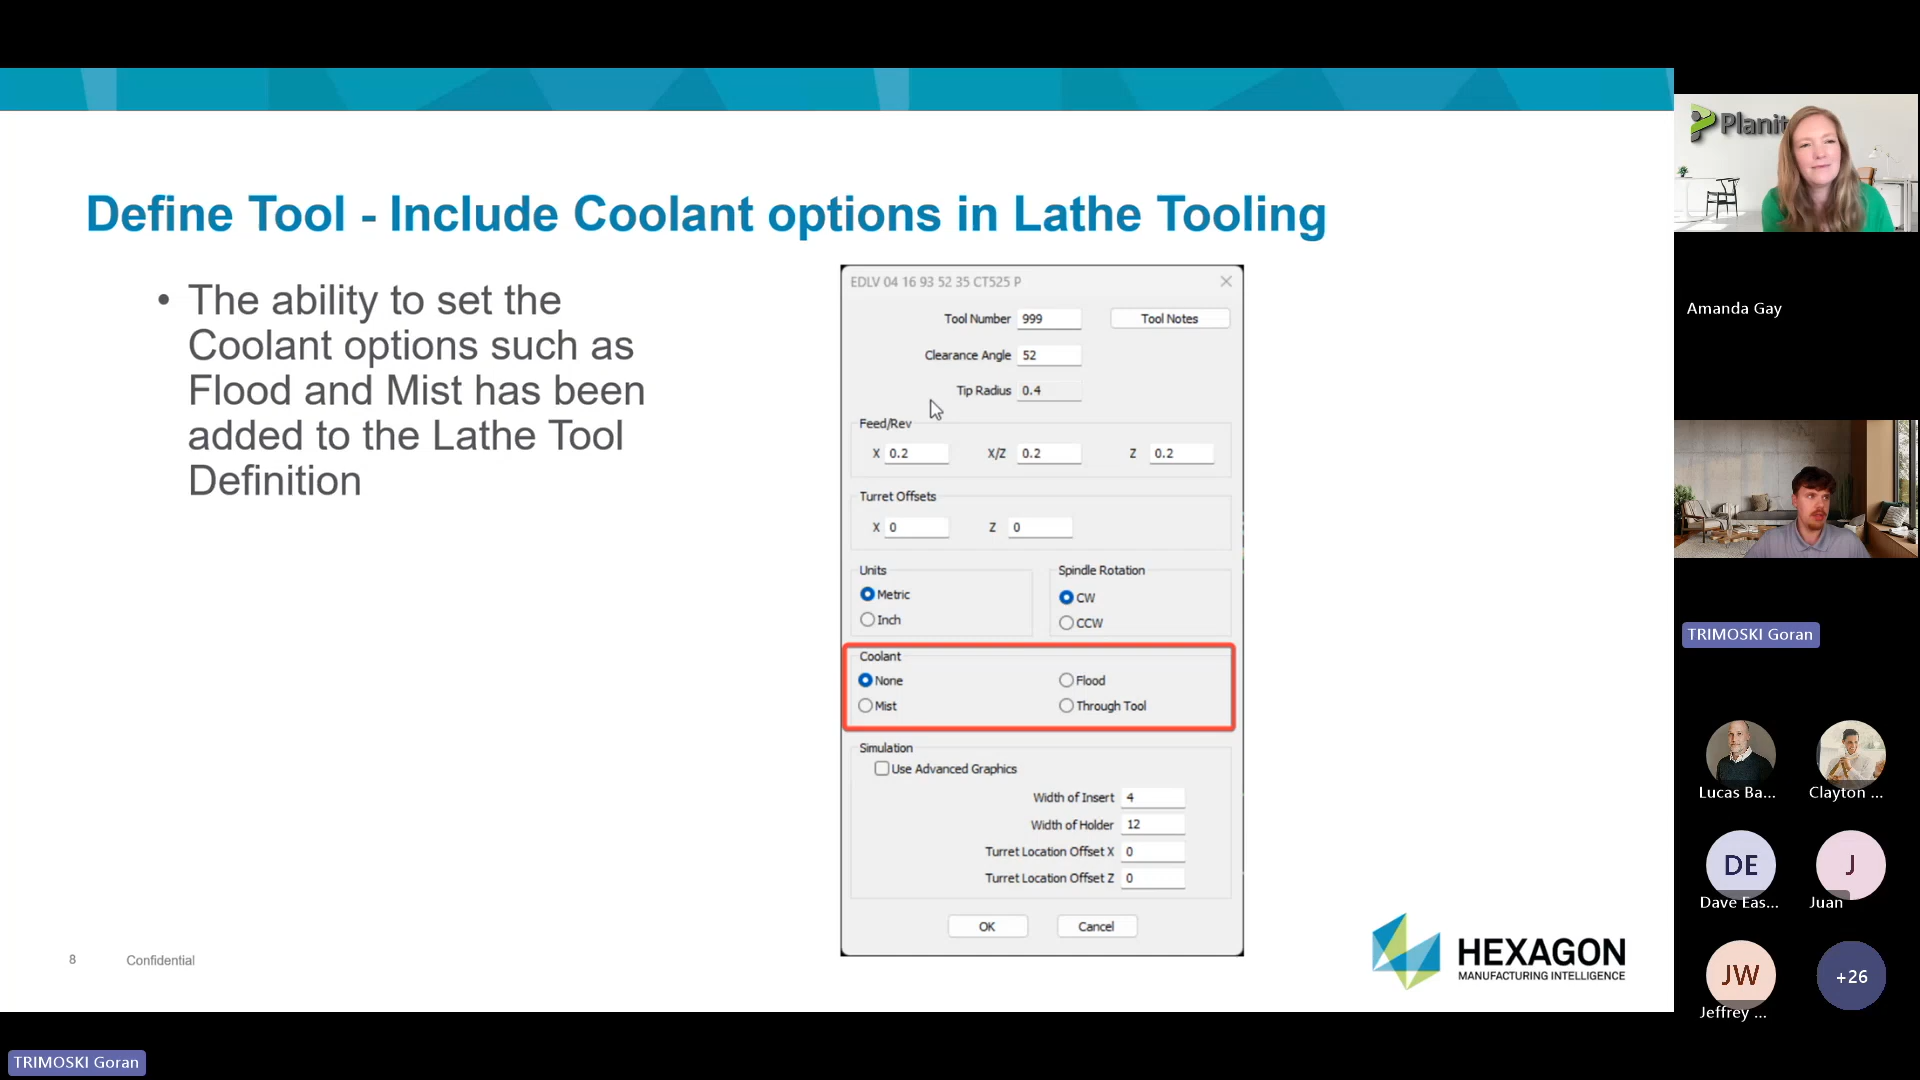 Define Tool - Include Coolant options in Lathe Tooling
• The ability to set the
Coolant options such as
Flood and Mist has been
added to the Lathe Tool
Definition
EDLV 04 16 93 52 35 CT525 P
Tool Number 999 Tool Notes
Clearance Angle 52
Tip Radius 0.4
Feed/Rev
X 0.2 X/Z 0.2 Z 0.2
Turret Offsets
X 0 Z 0
Units Spindle Rotation
Metric CW
Inch CCW
Coolant
None Flood
Mist Through Tool
Simulation
Use Advanced Graphics
Width of Insert 4
Width of Holder 12
Turret Location Offset X 0
Turret Location Offset Z 0
OK Cancel
8 Confidential
HEXAGON
MANUFACTURING INTELLIGENCE
TRIMOSKI Goran
Planit
Amanda Gay
TRIMOSKI Goran
Lucas Ba... Clayton ...
DE J
Dave Eas... Juan
JW +26
Jeffrey ...